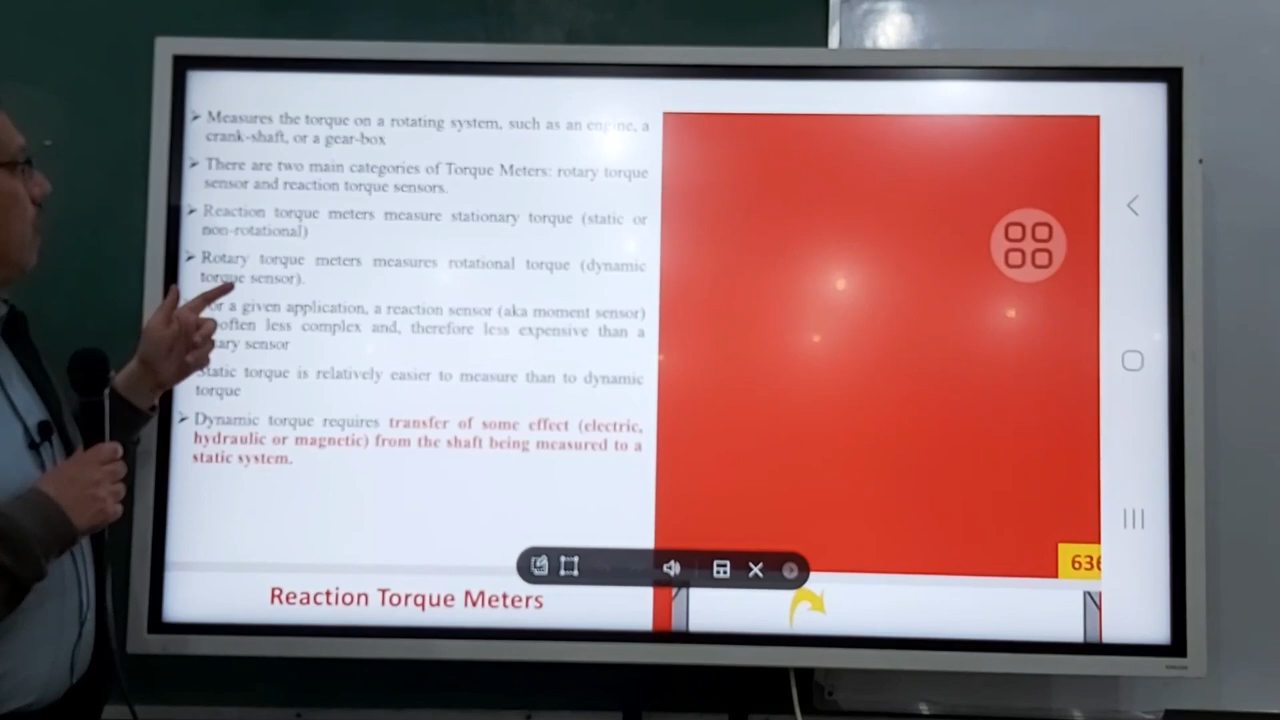 ➢ Measures the torque on a rotating system, such as an engine, a
crank-shaft, or a gear-box
➢ There are two main categories of Torque Meters: rotary torque
sensor and reaction torque sensors.
➢ Reaction torque meters measure stationary torque (static or
non-rotational)
➢ Rotary torque meters measures rotational torque (dynamic
torque sensor).
or a given application, a reaction sensor (aka moment sensor)
often less complex and, therefore less expensive than a
ary sensor
Static torque is relatively easier to measure than to dynamic
torque
➢ Dynamic torque requires transfer of some effect (electric,
hydraulic or magnetic) from the shaft being measured to a
static system.
636
Reaction Torque Meters